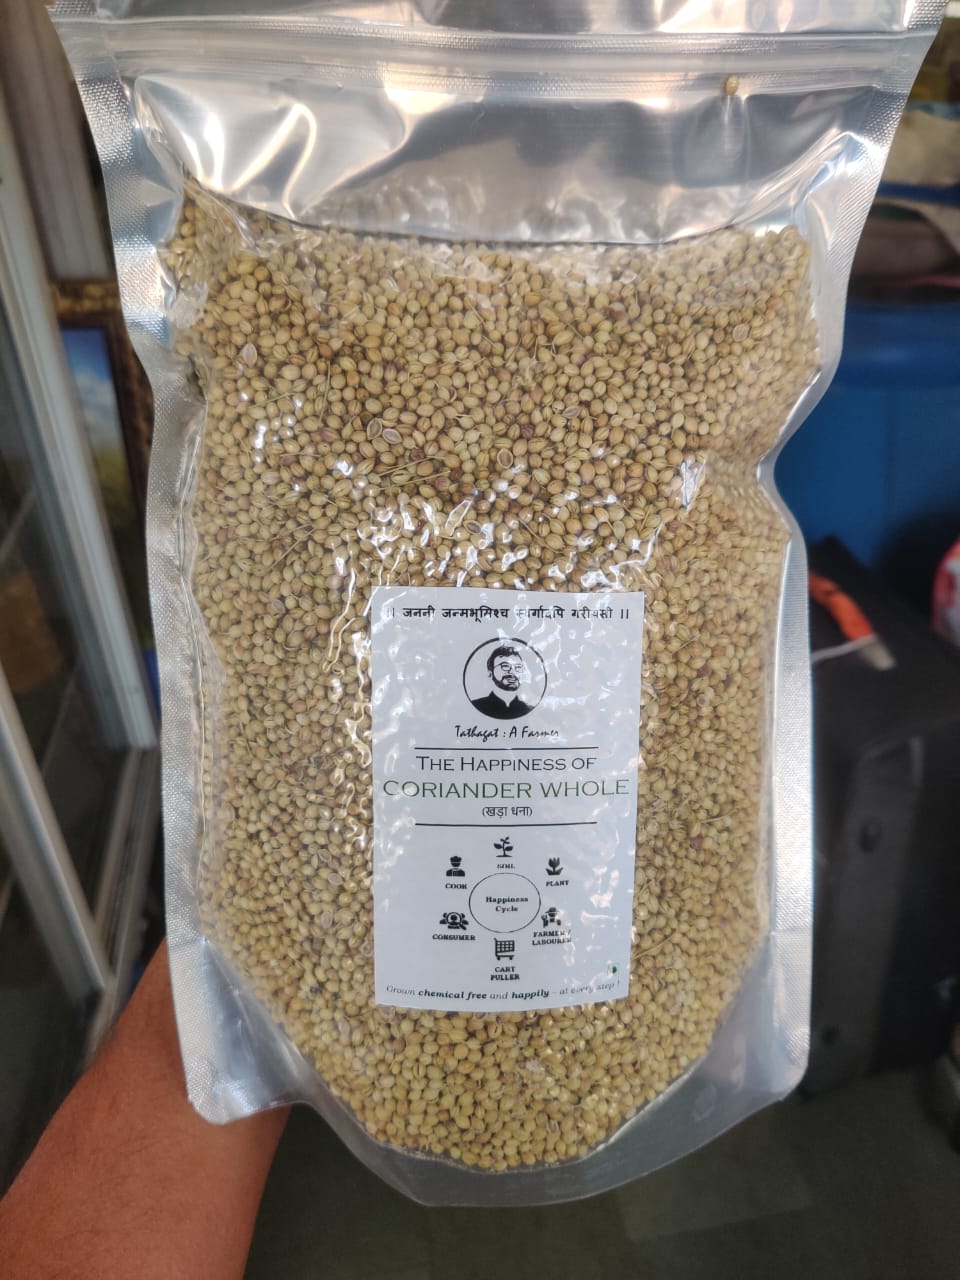 ।। जननी जन्मभूमिश्च स्वर्गादपि गरीयसी ।।
Tathagat : A Farmer
THE HAPPINESS OF
CORIANDER WHOLE
(खड़ा धना)
SOIL
COOK
PLANT
Happiness
Cycle
CONSUMER
FARMER/
LABOURER
CART
PULLER
Grown chemical free and happily - at every step !